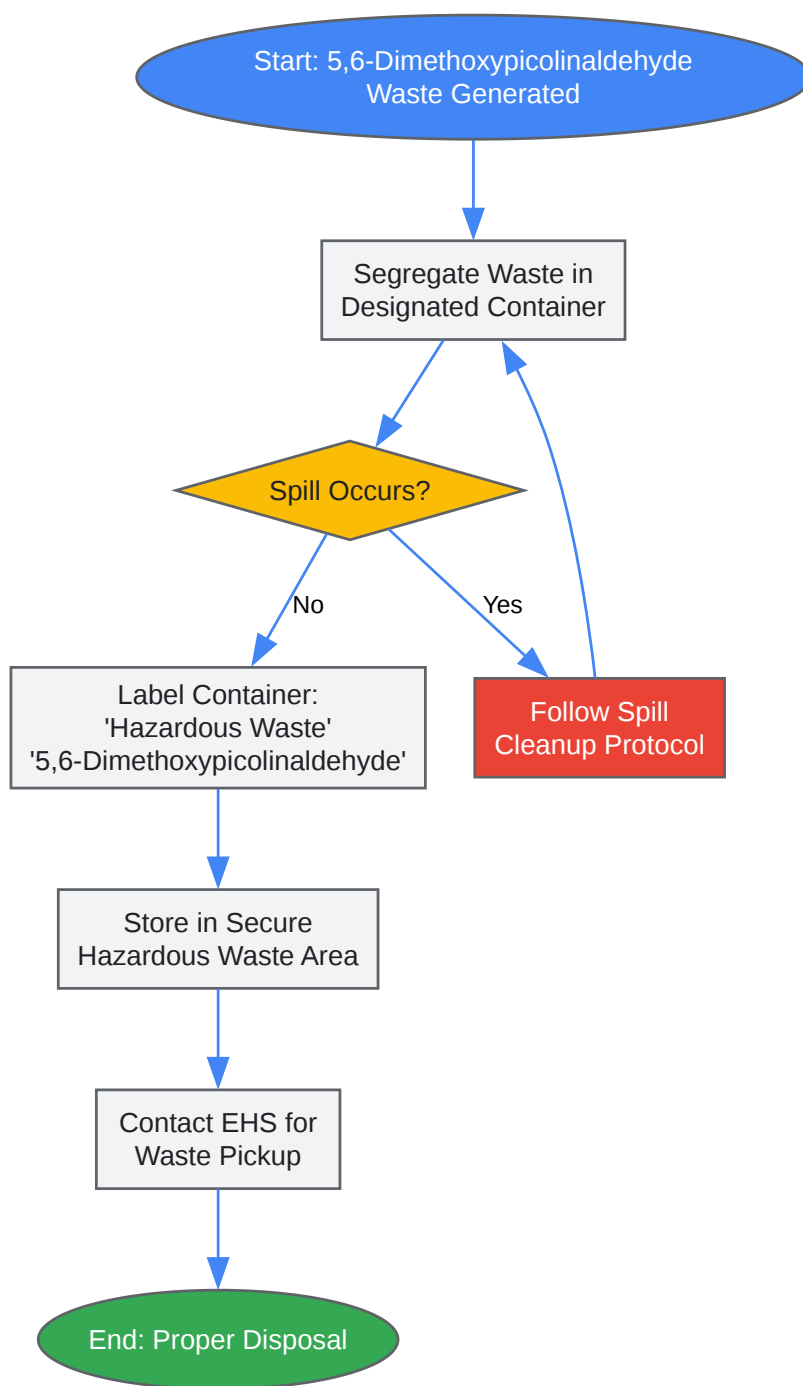 Start: 5,6-Dimethoxypicolinaldehyde
Waste Generated
Segregate Waste in
Designated Container
Spill Occurs?
No
Yes
Label Container:
'Hazardous Waste'
'5,6-Dimethoxypicolinaldehyde'
Follow Spill
Cleanup Protocol
Store in Secure
Hazardous Waste Area
Contact EHS for
Waste Pickup
End: Proper Disposal